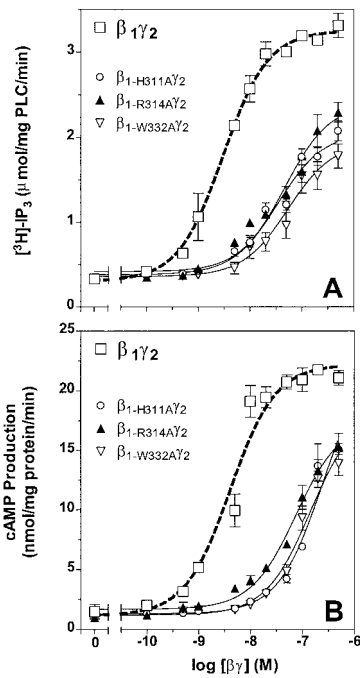 [³H]-IP₃ (μ mol/mg PLC/min)
3
2
1
0
β₁γ₂
β₁-H311Aγ₂
β₁-R314Aγ₂
β₁-W332Aγ₂
A
cAMP Production
(nmol/mg protein/min)
25
20
15
10
5
0
β₁γ₂
β₁-H311Aγ₂
β₁-R314Aγ₂
β₁-W332Aγ₂
B
0 -10 -9 -8 -7 -6
log [βγ] (M)